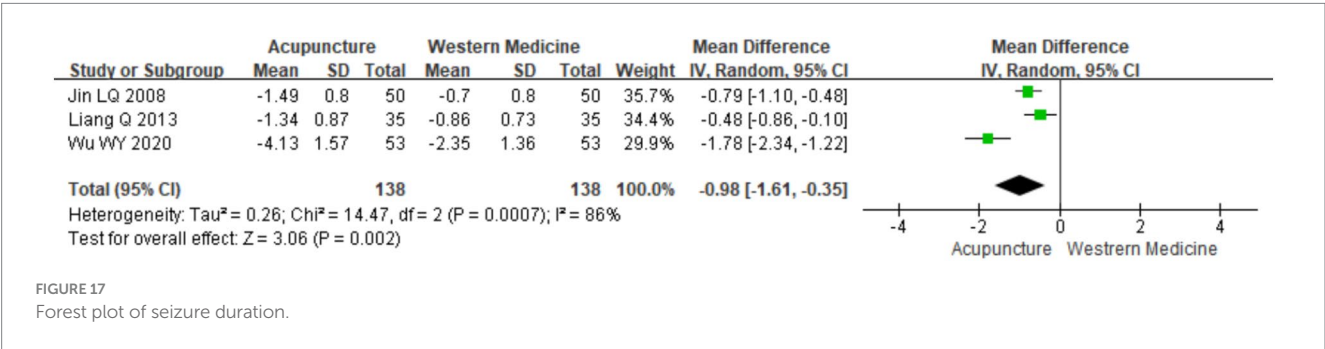 Acupuncture Western Medicine Mean Difference Mean Difference
Study or Subgroup Mean SD Total Mean SD Total Weight IV, Random, 95% CI IV, Random, 95% CI
Jin LQ 2008 -1.49 0.8 50 -0.7 0.8 50 35.7% -0.79 [-1.10, -0.48]
Liang Q 2013 -1.34 0.87 35 -0.86 0.73 35 34.4% -0.48 [-0.86, -0.10]
Wu WY 2020 -4.13 1.57 53 -2.35 1.36 53 29.9% -1.78 [-2.34, -1.22]
Total (95% CI) 138 138 100.0% -0.98 [-1.61, -0.35]
Heterogeneity: Tau² = 0.26; Chi² = 14.47, df = 2 (P = 0.0007); I² = 86%
Test for overall effect: Z = 3.06 (P = 0.002)
-4 -2 0 2 4
Acupuncture Westrern Medicine
FIGURE 17
Forest plot of seizure duration.